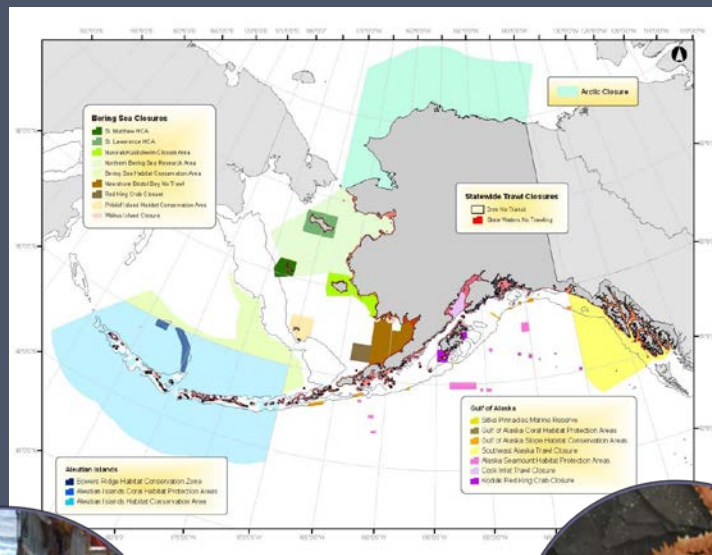 Arctic Closure
Bering Sea Closures
St. Matthew HCA
St. Lawrence HCA
Nunivak/Kuskokwim Closure Area
Northern Bering Sea Research Area
Bering Sea Habitat Conservation Area
Nearshore Bristol Bay No Trawl
Red King Crab Closure
Pribilof Island Habitat Conservation Area
Walrus Island Closure
Statewide Trawl Closures
3nm No Transit
State Waters No Trawling
Gulf of Alaska
Sitka Pinnacles Marine Reserve
Gulf of Alaska Coral Habitat Protection Areas
Gulf of Alaska Slope Habitat Conservation Areas
Southeast Alaska Trawl Closure
Alaska Seamount Habitat Protection Areas
Cook Inlet Trawl Closure
Kodiak Red King Crab Closure
Aleutian Islands
Bowers Ridge Habitat Conservation Zone
Aleutian Islands Coral Habitat Protection Areas
Aleutian Islands Habitat Conservation Area